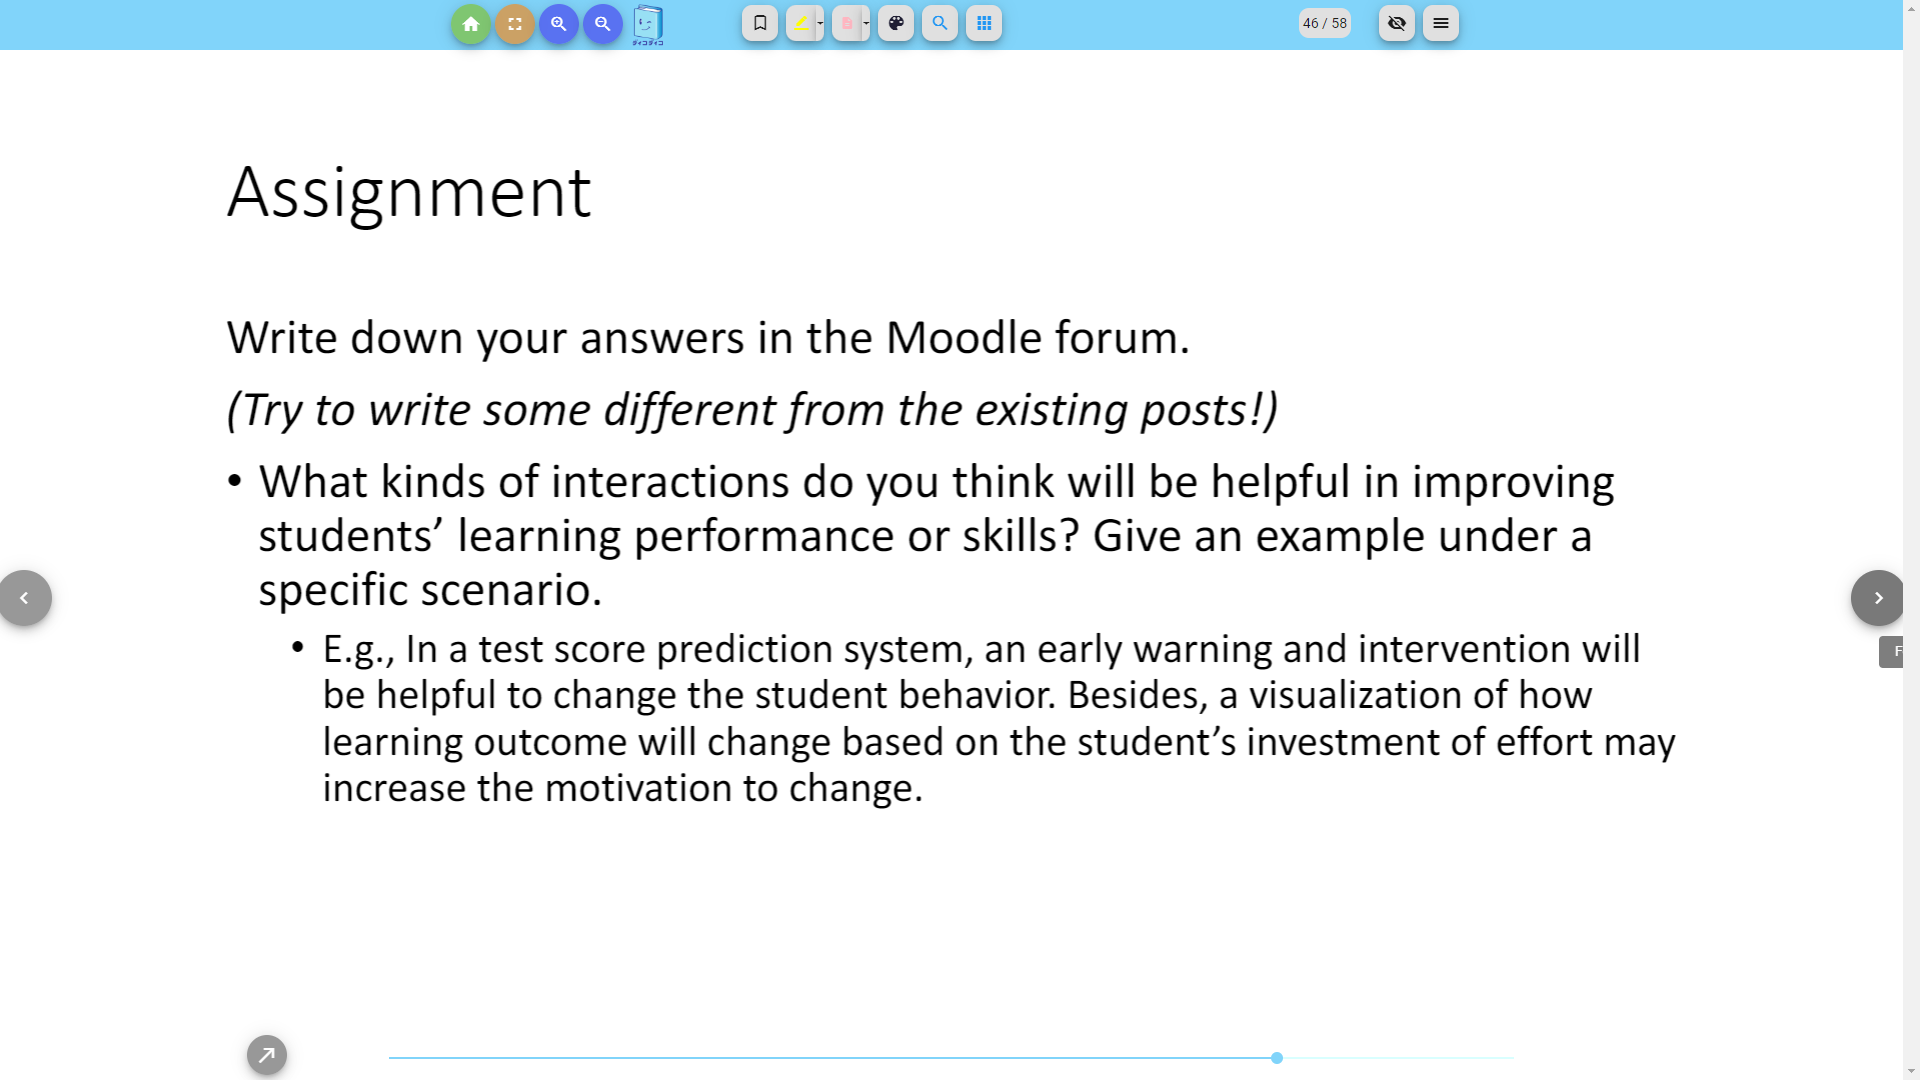 46 / 58
Assignment
Write down your answers in the Moodle forum.
(Try to write some different from the existing posts!)
• What kinds of interactions do you think will be helpful in improving
students’ learning performance or skills? Give an example under a
specific scenario.
• E.g., In a test score prediction system, an early warning and intervention will
be helpful to change the student behavior. Besides, a visualization of how
learning outcome will change based on the student’s investment of effort may
increase the motivation to change.
F